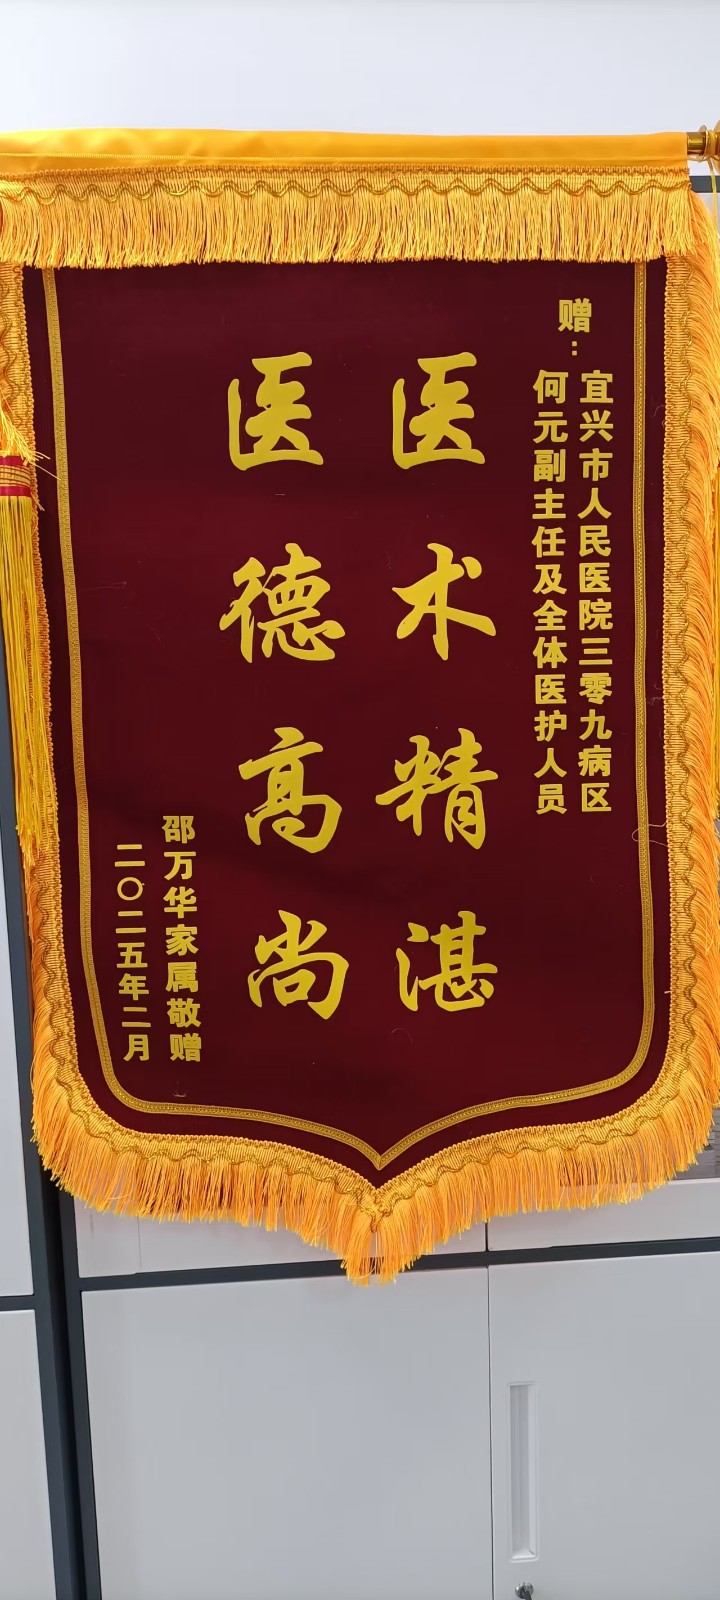 赠：
宜兴市人民医院三零九病区
何元副主任及全体医护人员
医术精湛
医德高尚
邵万华家属敬赠
二〇二五年二月